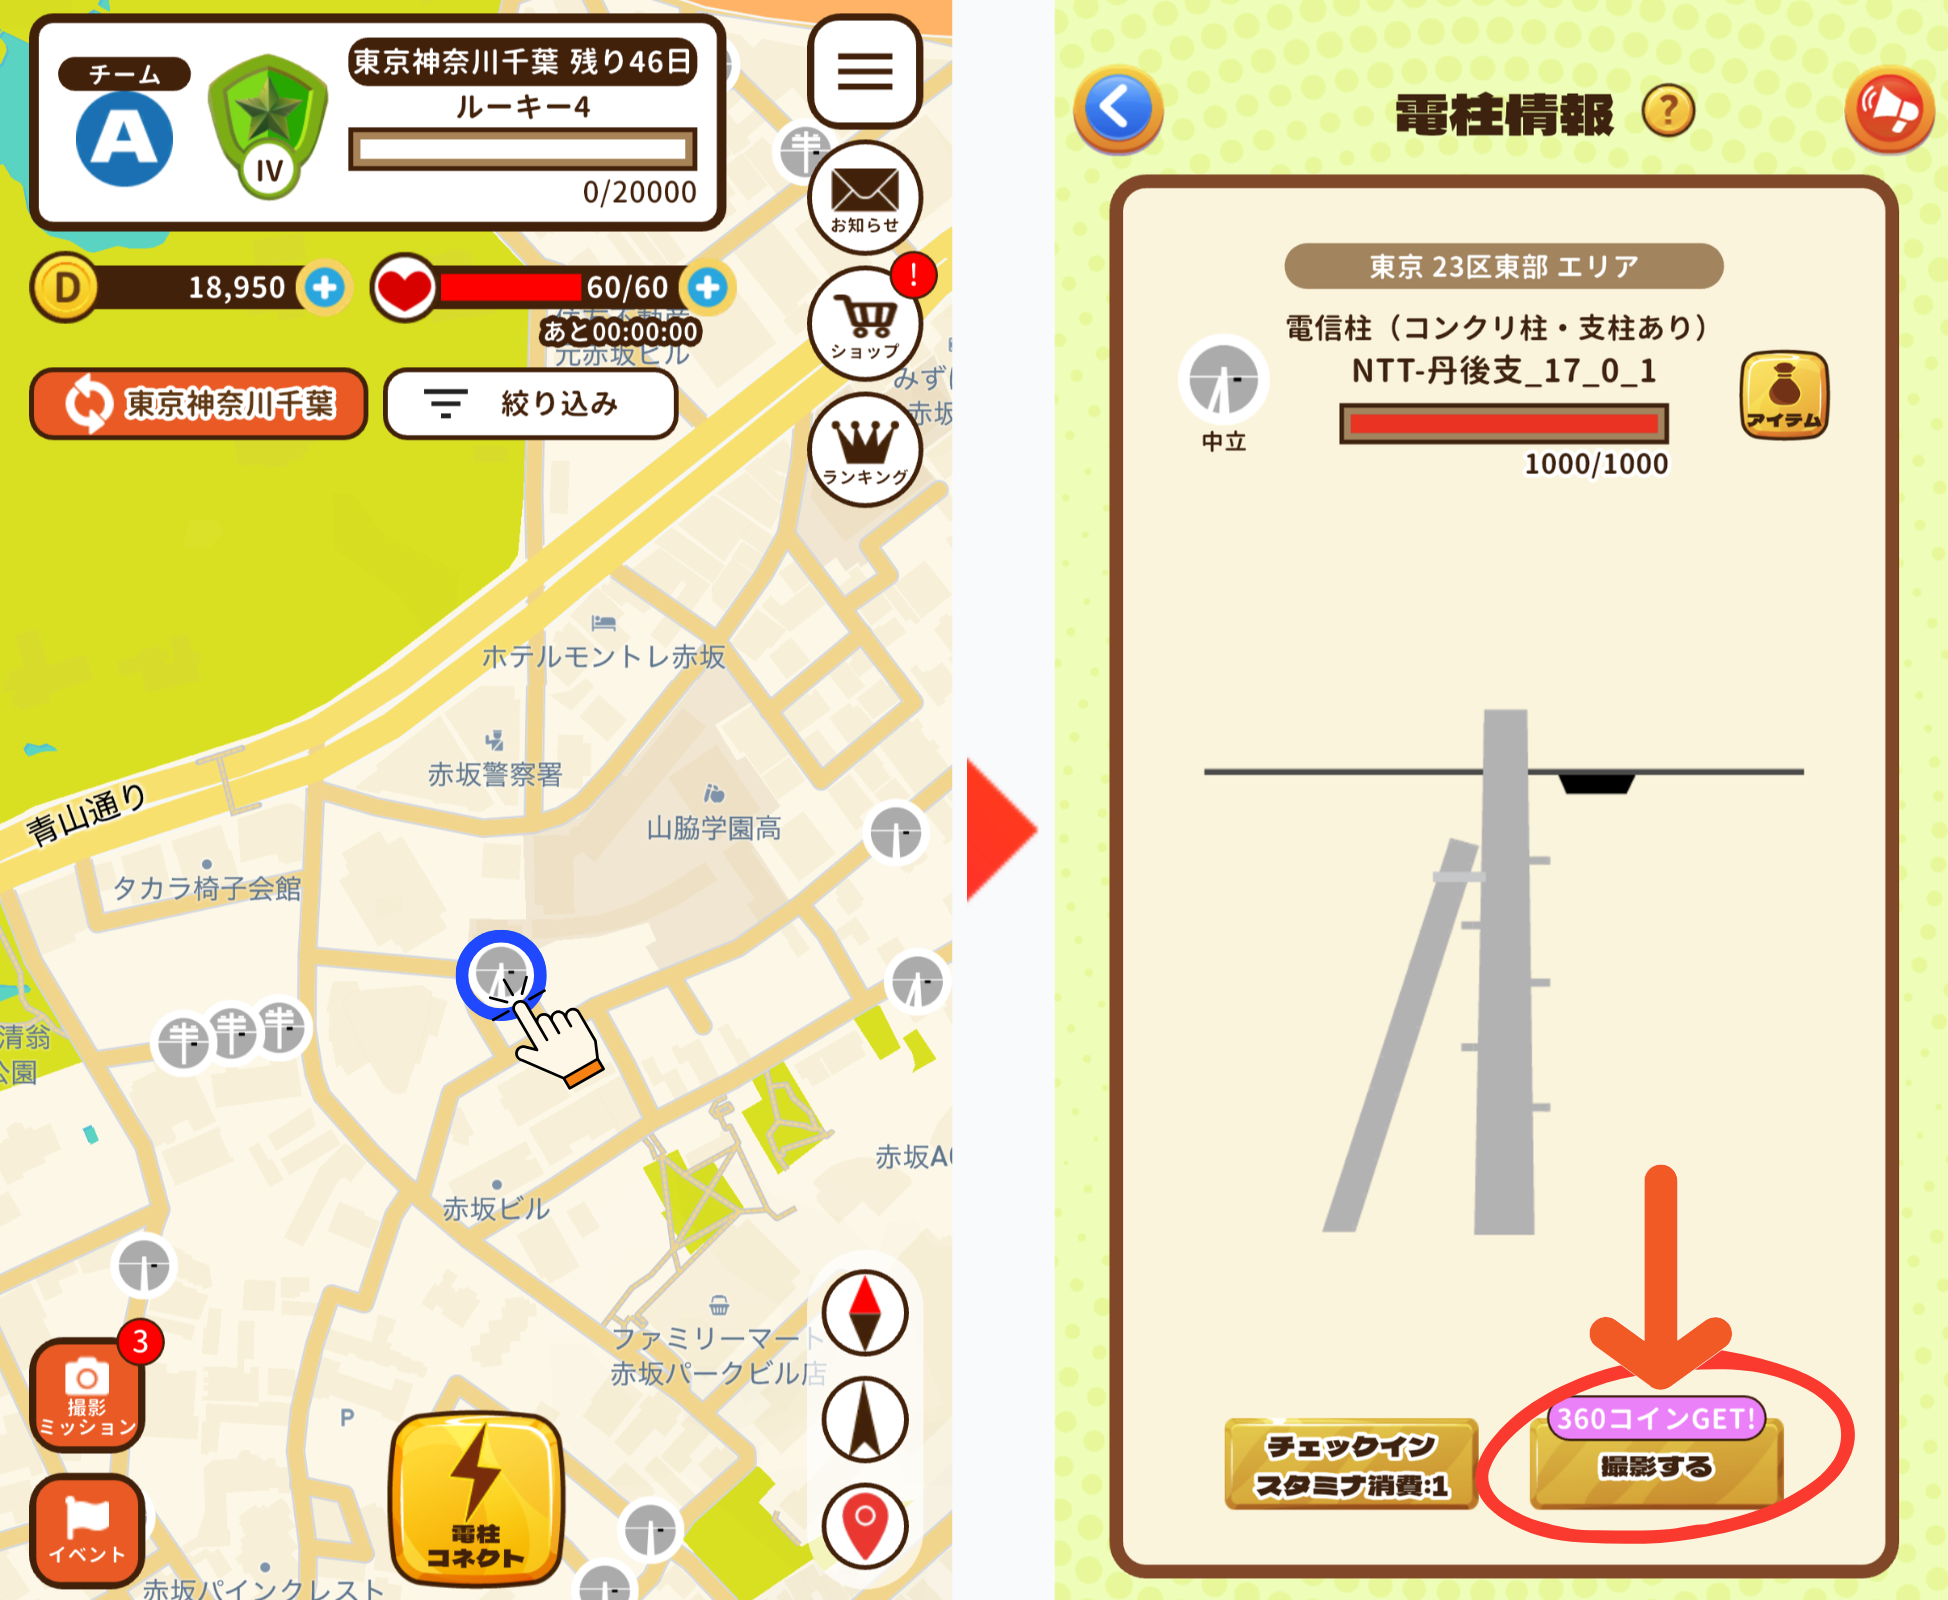 チーム
A
IV
東京神奈川千葉 残り46日
ルーキー4
0/20000
お知らせ
D
18,950
60/60
あと00:00:00
!
ショップ
元赤坂ビル
東京神奈川千葉
絞り込み
ランキング
ホテルモントレ赤坂
赤坂警察署
山脇学園高
青山通り
タカラ椅子会館
清翁
公園
赤坂ビル
ファミリーマート
赤坂パークビル店
3
撮影
ミッション
P
電柱
コネクト
イベント
赤坂パインクレスト
電柱情報
?
東京 23区東部 エリア
電信柱（コンクリ柱・支柱あり）
NTT-丹後支_17_0_1
中立
アイテム
1000/1000
チェックイン
スタミナ消費:1
360コインGET!
撮影する